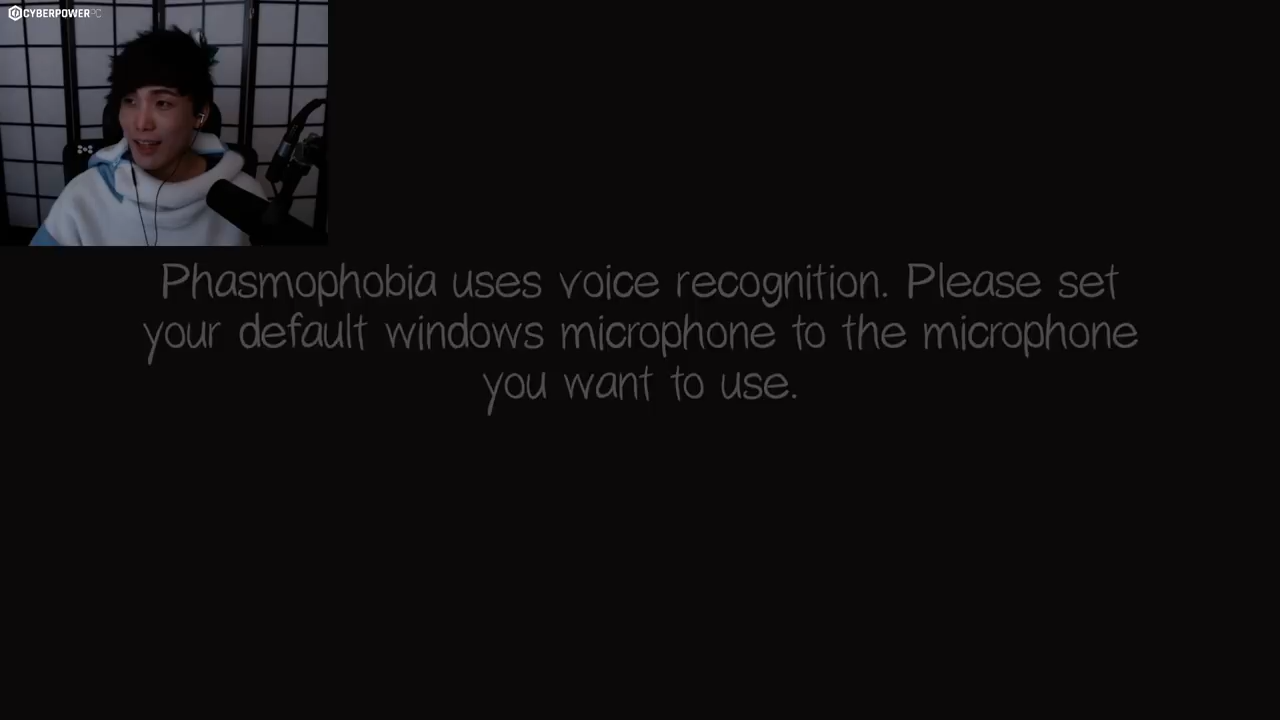 CYBERPOWERPC
Phasmophobia uses voice recognition. Please set
your default windows microphone to the microphone
you want to use.